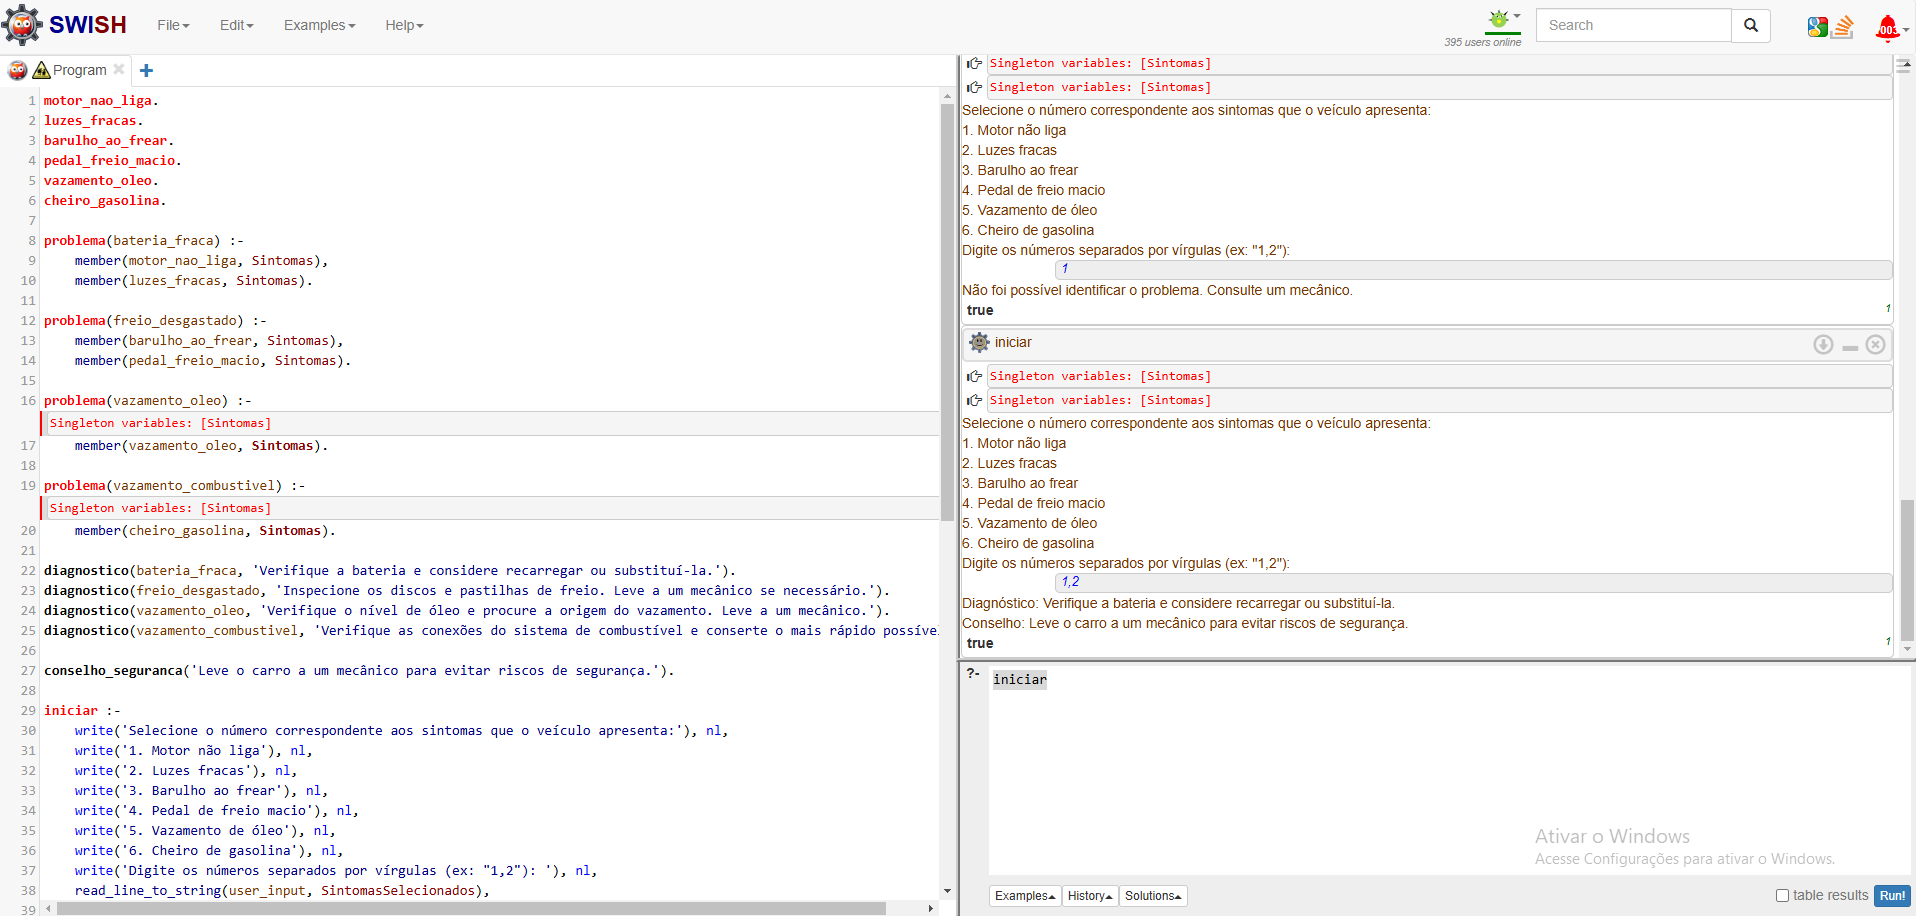 SWISH File Edit Examples Help 395 users online Search
Program
1 motor_nao_liga.
2 luzes_fracas.
3 barulho_ao_frear.
4 pedal_freio_macio.
5 vazamento_oleo.
6 cheiro_gasolina.
7
8 problema(bateria_fraca) :-
9 member(motor_nao_liga, Sintomas),
10 member(luzes_fracas, Sintomas).
11
12 problema(freio_desgastado) :-
13 member(barulho_ao_frear, Sintomas),
14 member(pedal_freio_macio, Sintomas).
15
16 problema(vazamento_oleo) :-
Singleton variables: [Sintomas]
17 member(vazamento_oleo, Sintomas).
18
19 problema(vazamento_combustivel) :-
Singleton variables: [Sintomas]
20 member(cheiro_gasolina, Sintomas).
21
22 diagnostico(bateria_fraca, 'Verifique a bateria e considere recarregar ou substituí-la.').
23 diagnostico(freio_desgastado, 'Inspecione os discos e pastilhas de freio. Leve a um mecânico se necessário.').
24 diagnostico(vazamento_oleo, 'Verifique o nível de óleo e procure a origem do vazamento. Leve a um mecânico.').
25 diagnostico(vazamento_combustivel, 'Verifique as conexões do sistema de combustível e conserte o mais rápido possível
26
27 conselho_seguranca('Leve o carro a um mecânico para evitar riscos de segurança.').
28
29 iniciar :-
30 write('Selecione o número correspondente aos sintomas que o veículo apresenta:'), nl,
31 write('1. Motor não liga'), nl,
32 write('2. Luzes fracas'), nl,
33 write('3. Barulho ao frear'), nl,
34 write('4. Pedal de freio macio'), nl,
35 write('5. Vazamento de óleo'), nl,
36 write('6. Cheiro de gasolina'), nl,
37 write('Digite os números separados por vírgulas (ex: "1,2"): '), nl,
38 read_line_to_string(user_input, SintomasSelecionados),
39
Singleton variables: [Sintomas]
Singleton variables: [Sintomas]
Selecione o número correspondente aos sintomas que o veículo apresenta:
1. Motor não liga
2. Luzes fracas
3. Barulho ao frear
4. Pedal de freio macio
5. Vazamento de óleo
6. Cheiro de gasolina
Digite os números separados por vírgulas (ex: "1,2"):
1
Não foi possível identificar o problema. Consulte um mecânico.
true 1
iniciar
Singleton variables: [Sintomas]
Singleton variables: [Sintomas]
Selecione o número correspondente aos sintomas que o veículo apresenta:
1. Motor não liga
2. Luzes fracas
3. Barulho ao frear
4. Pedal de freio macio
5. Vazamento de óleo
6. Cheiro de gasolina
Digite os números separados por vírgulas (ex: "1,2"):
1,2
Diagnóstico: Verifique a bateria e considere recarregar ou substituí-la.
Conselho: Leve o carro a um mecânico para evitar riscos de segurança.
true 1
?- iniciar
Ativar o Windows
Acesse Configurações para ativar o Windows.
Examples History Solutions table results Run!